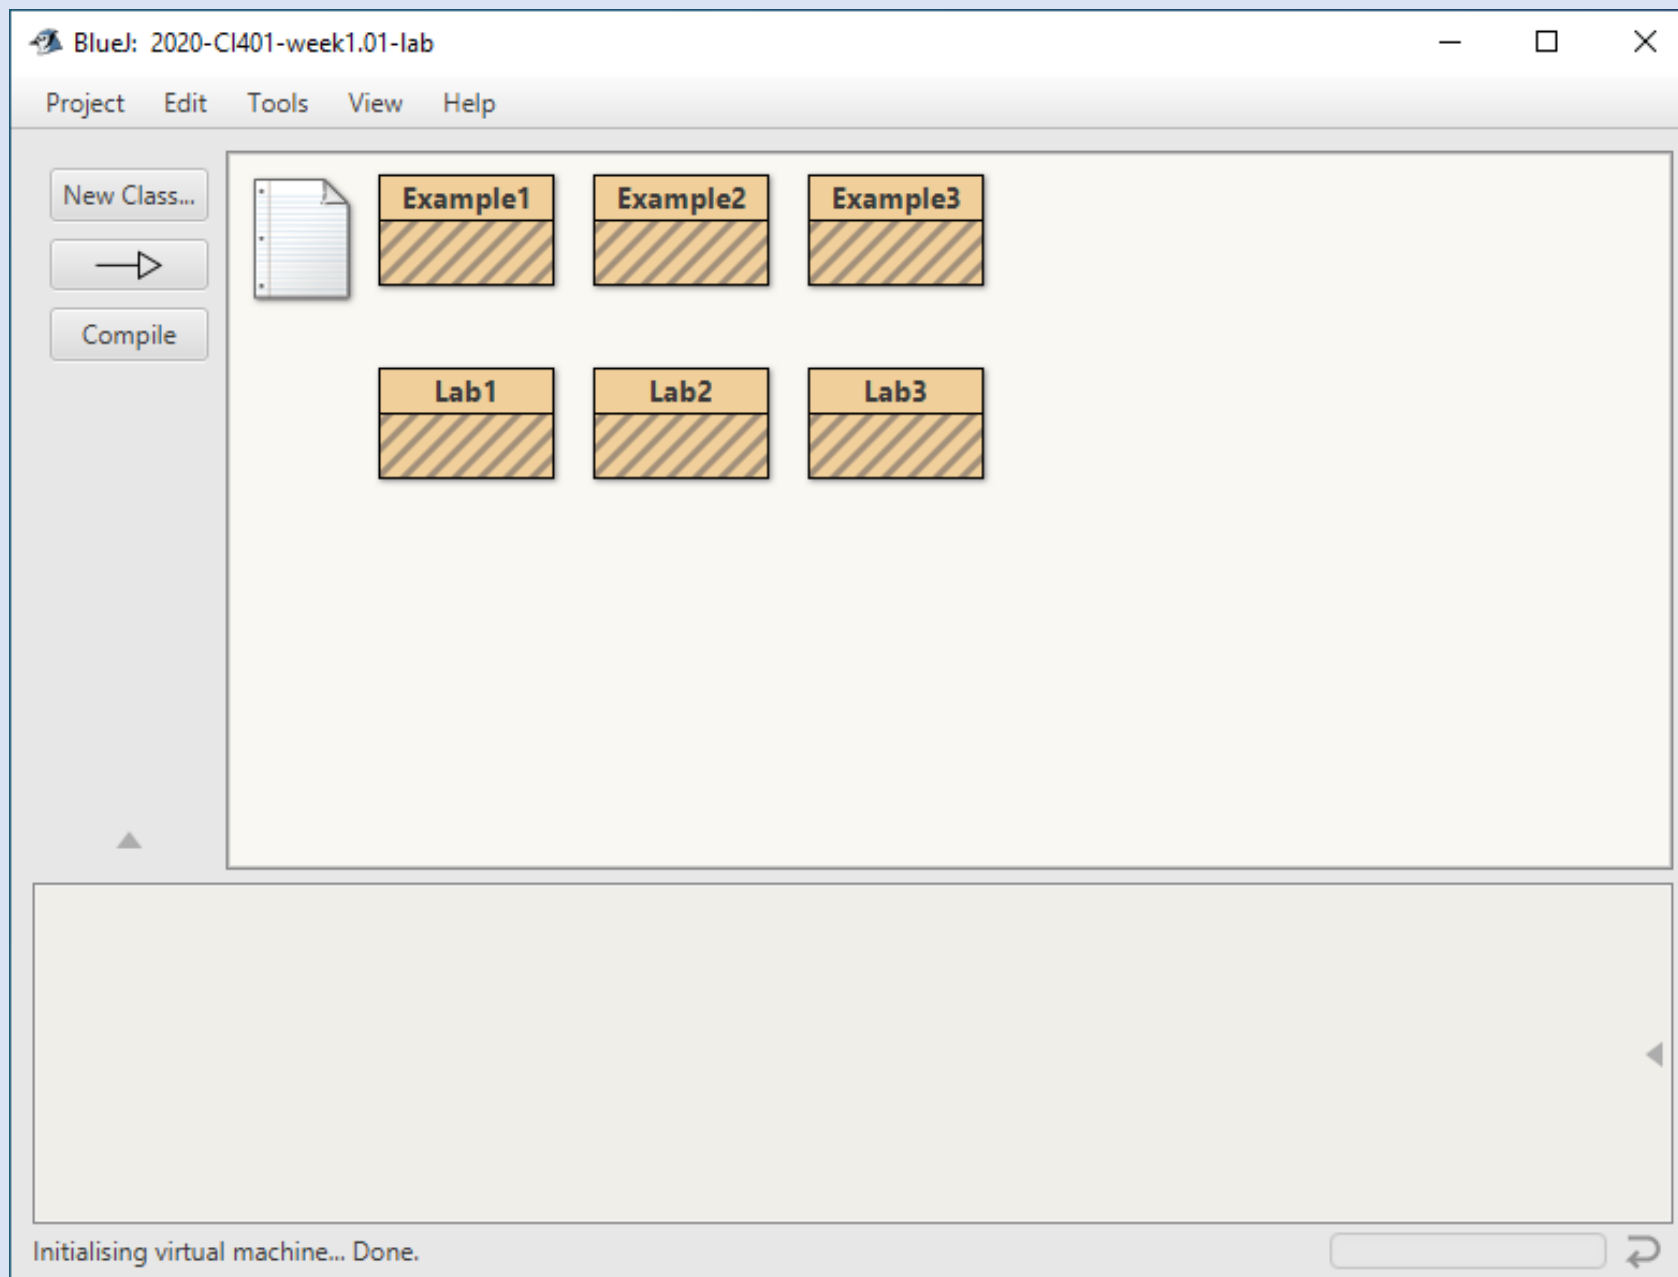 BlueJ: 2020-CI401-week1.01-lab
Project Edit Tools View Help
New Class...
Compile
Example1 Example2 Example3
Lab1 Lab2 Lab3
Initialising virtual machine... Done.